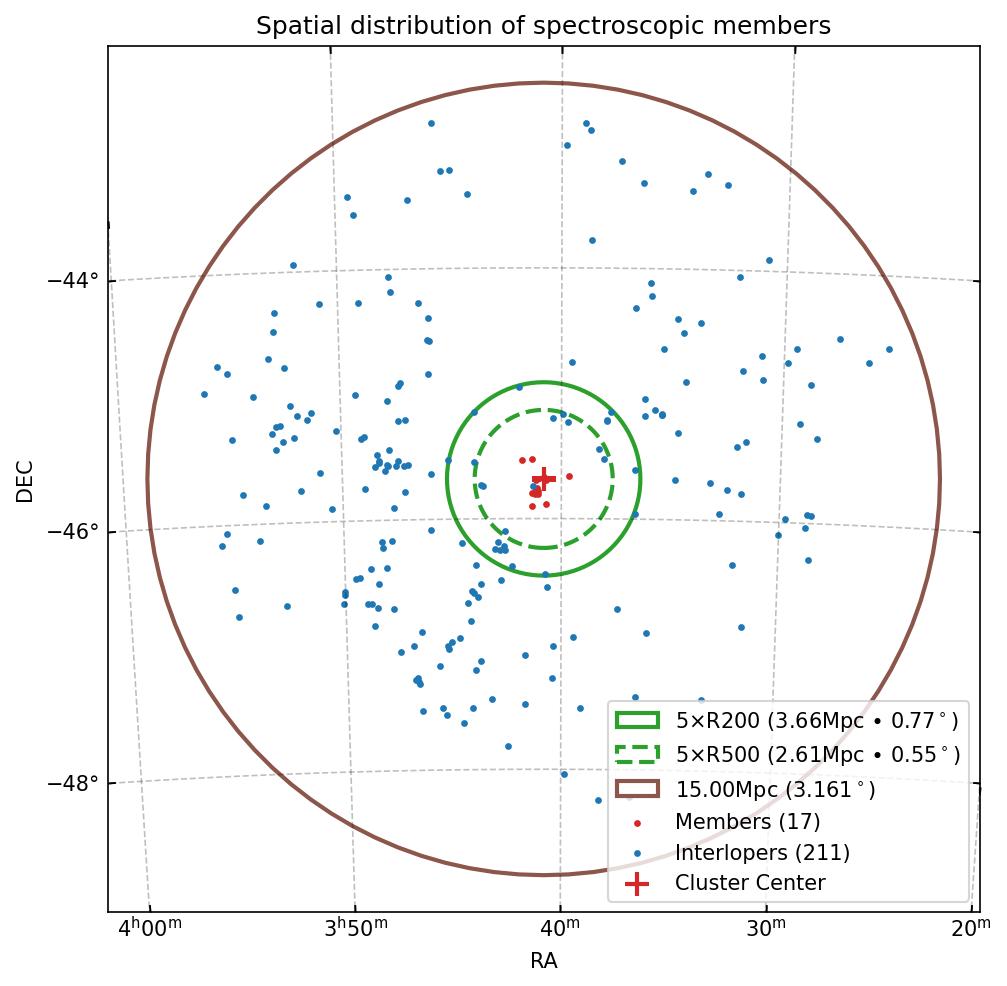 Spatial distribution of spectroscopic members
DEC
−44°
−46°
−48°
5×R200 (3.66Mpc • 0.77°)
5×R500 (2.61Mpc • 0.55°)
15.00Mpc (3.161°)
Members (17)
Interlopers (211)
Cluster Center
4ʰ00ᵐ 3ʰ50ᵐ 40ᵐ 30ᵐ 20ᵐ
RA